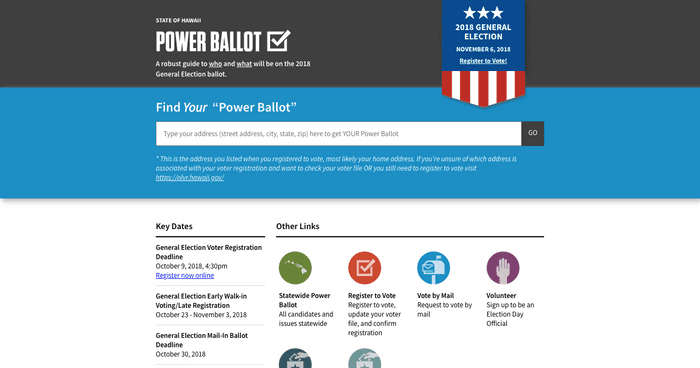 STATE OF HAWAII
POWER BALLOT
A robust guide to who and what will be on the 2018
General Election ballot.
2018 GENERAL
ELECTION
NOVEMBER 6, 2018
Register to Vote!
Find Your “Power Ballot”
Type your address (street address, city, state, zip) here to get YOUR Power Ballot
GO
* This is the address you listed when you registered to vote, most likely your home address. If you're unsure of which address is
associated with your voter registration and want to check your voter file OR you still need to register to vote visit
https://olvr.hawaii.gov/
Key Dates
General Election Voter Registration
Deadline
October 9, 2018, 4:30pm
Register now online
General Election Early Walk-in
Voting/Late Registration
October 23 - November 3, 2018
General Election Mail-In Ballot
Deadline
October 30, 2018
Other Links
Statewide Power
Ballot
All candidates and
issues statewide
Register to Vote
Register to vote,
update your voter
file, and confirm
registration
Vote by Mail
Request to vote by
mail
Volunteer
Sign up to be an
Election Day
Official